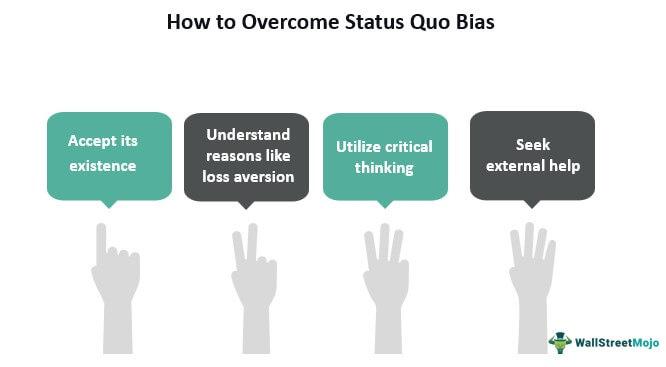 How to Overcome Status Quo Bias
Accept its
existence
Understand
reasons like
loss aversion
Utilize critical
thinking
Seek
external help
WallStreetMojo